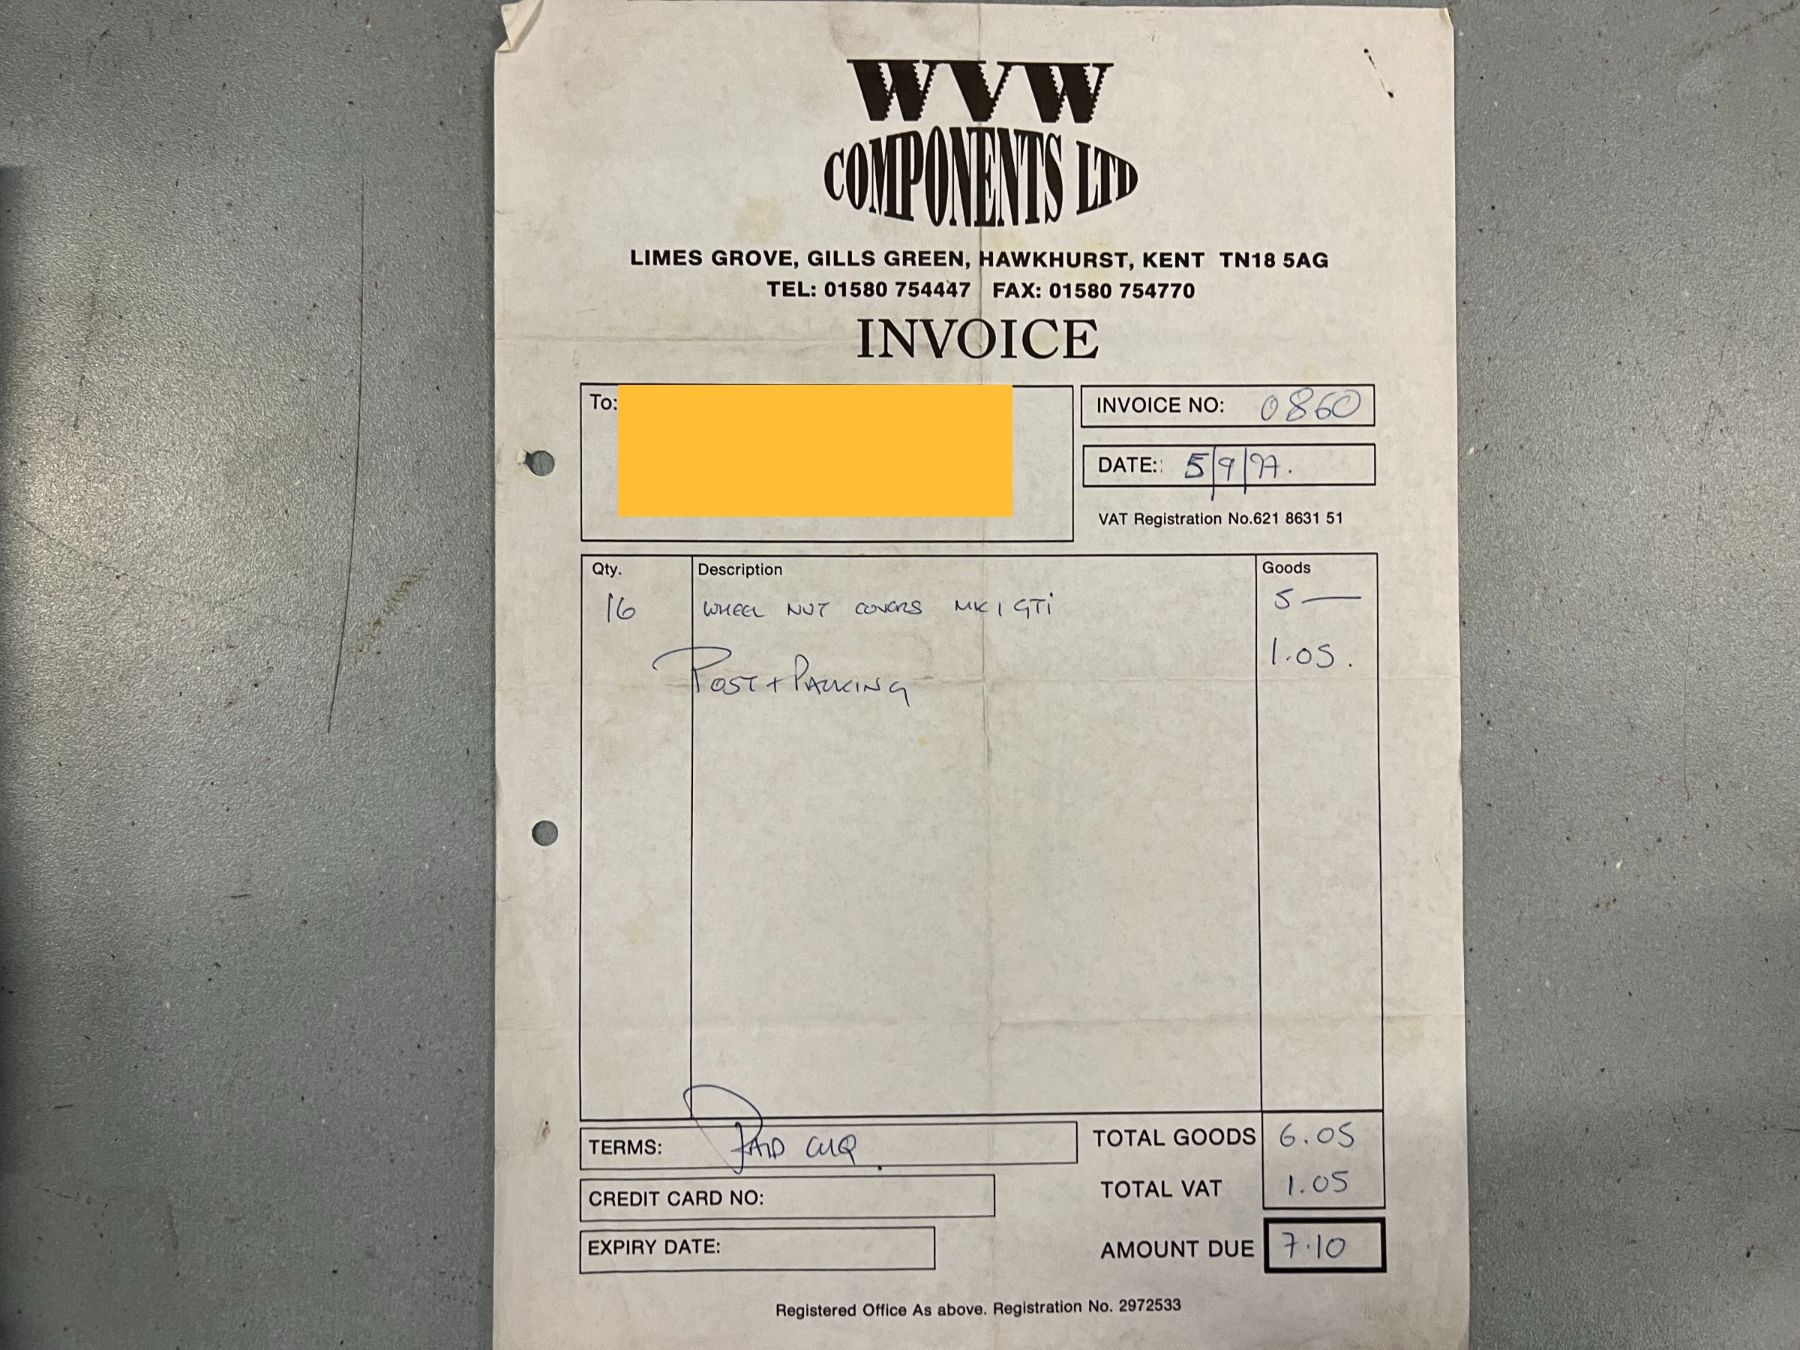 WVW
COMPONENTS LTD
LIMES GROVE, GILLS GREEN, HAWKHURST, KENT TN18 5AG
TEL: 01580 754447 FAX: 01580 754770
INVOICE
To:
INVOICE NO: 0860
DATE: 5/9/97.
VAT Registration No.621 8631 51
Qty. Description Goods
16 WHEEL NUT COVERS MK1 GTi 5 —
POST + PACKING 1.05.
TERMS: PAID CHQ.
TOTAL GOODS 6.05
TOTAL VAT 1.05
CREDIT CARD NO:
EXPIRY DATE:
AMOUNT DUE 7.10
Registered Office As above. Registration No. 2972533